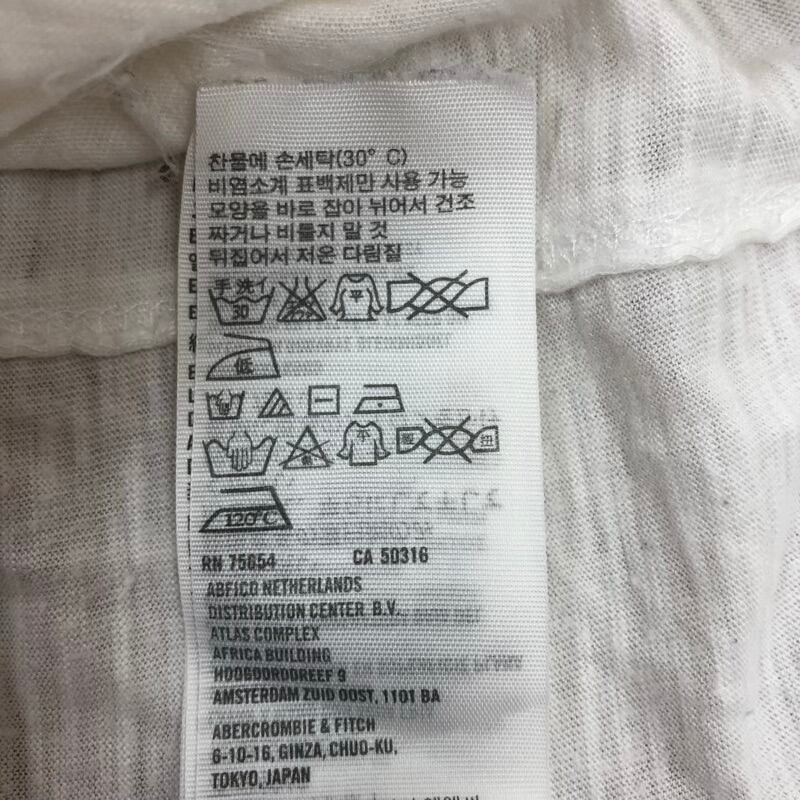 찬물에 손세탁(30° C)
비염소계 표백제만 사용 가능
모양을 바로 잡아 뉘어서 건조
짜거나 비틀지 말 것
뒤집어서 저온 다림질
手 洗 イ
30
平
低
平
120°C
RN 75654 CA 50316
ABFICO NETHERLANDS
DISTRIBUTION CENTER B.V.
ATLAS COMPLEX
AFRICA BUILDING
HOOGOORDDREEF 9
AMSTERDAM ZUID OOST, 1101 BA
ABERCROMBIE & FITCH
6-10-16, GINZA, CHUO-KU,
TOKYO, JAPAN